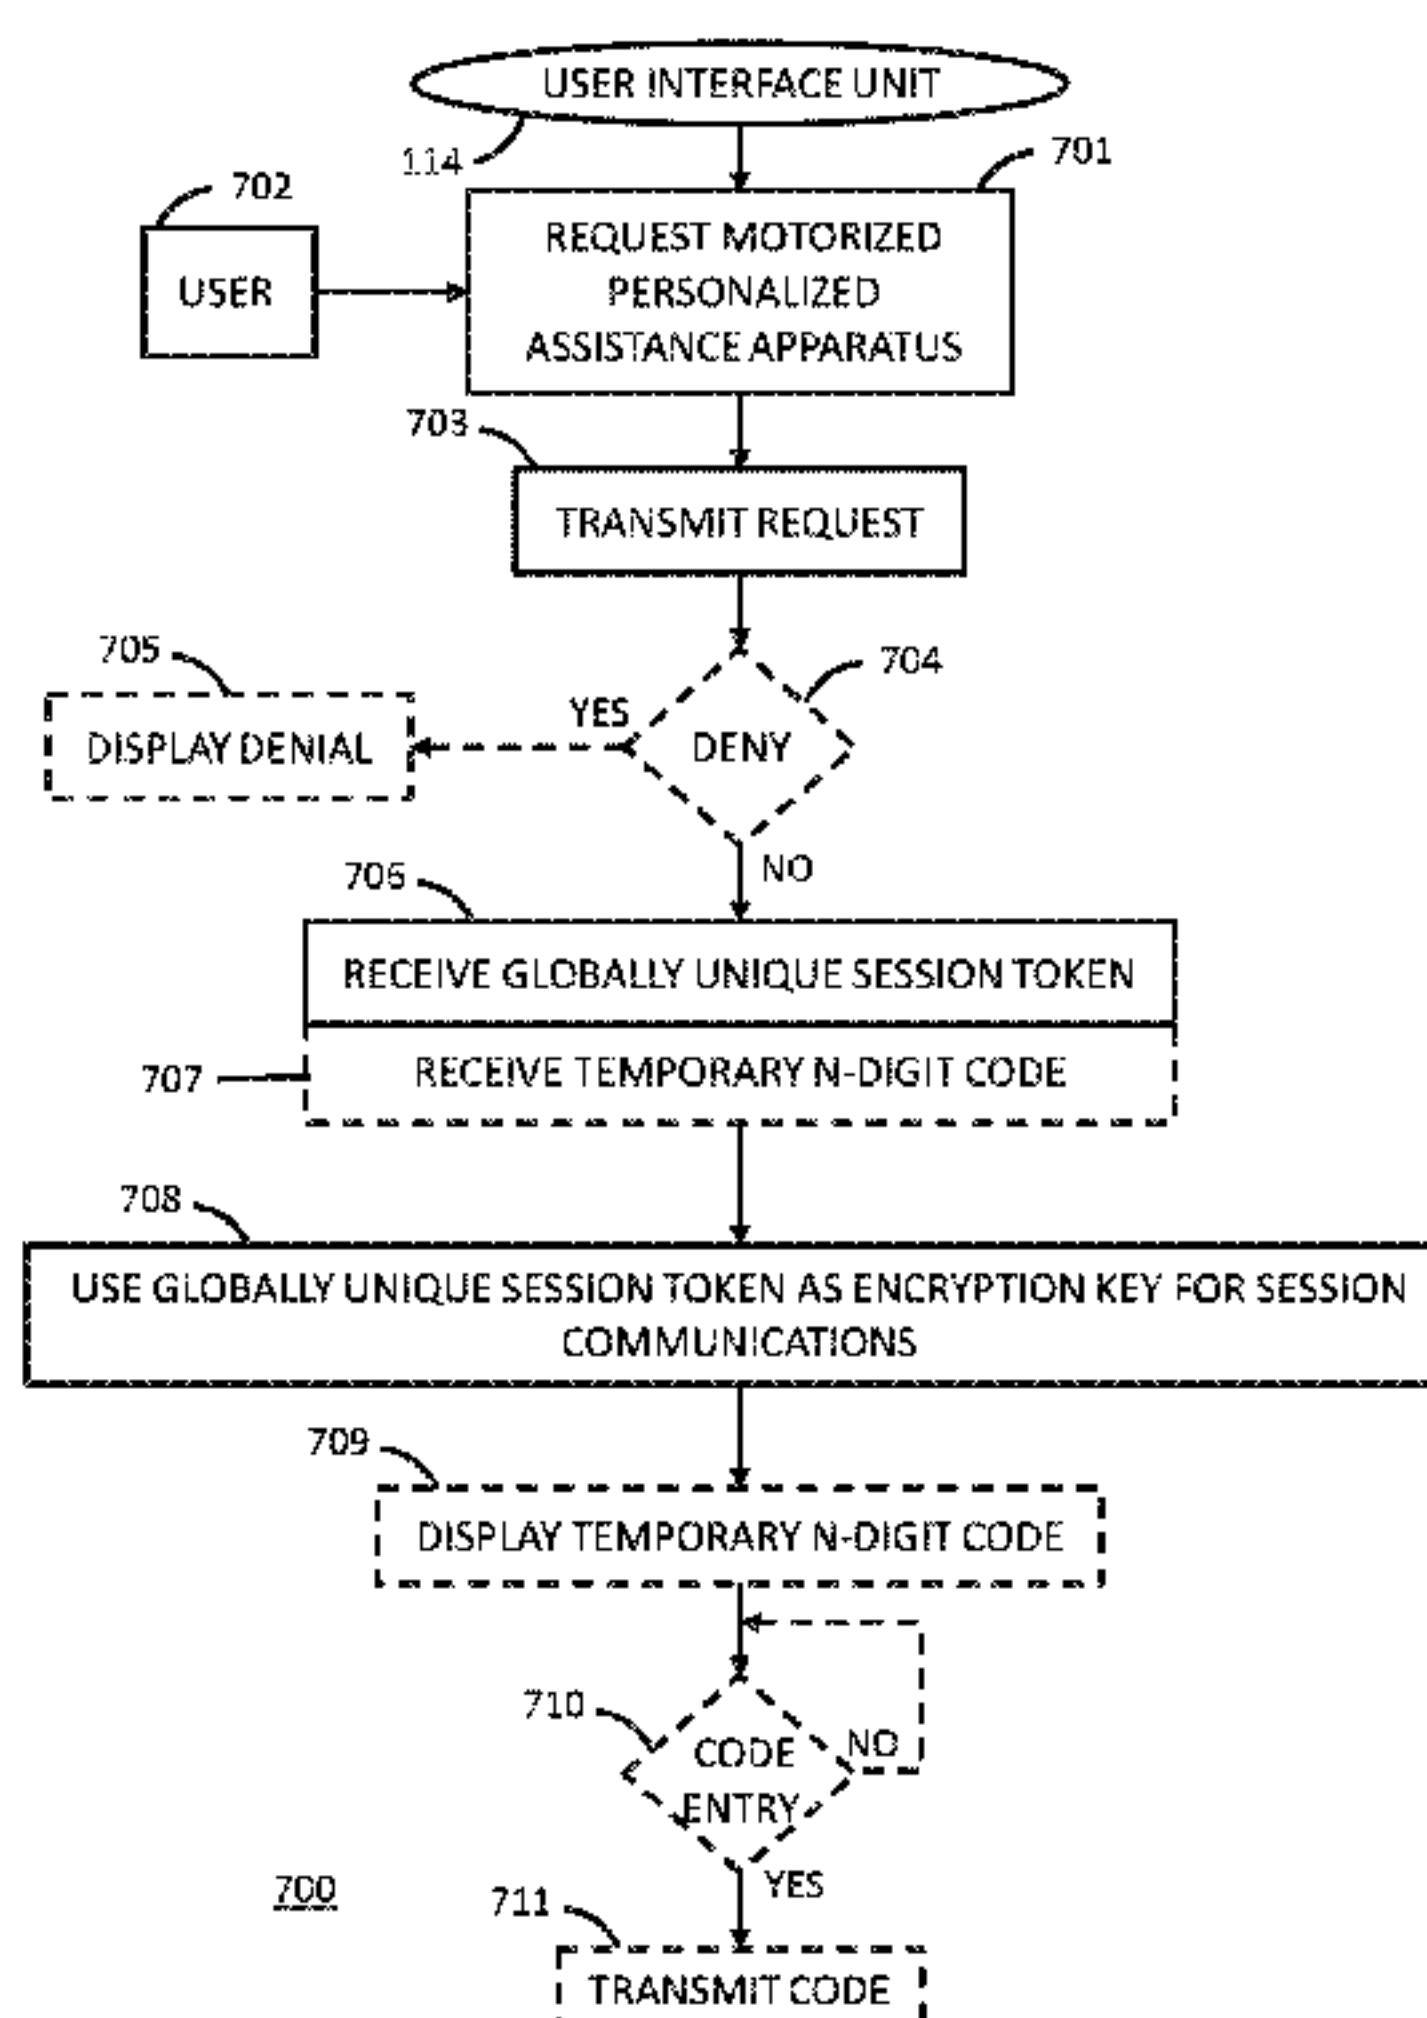 USER INTERFACE UNIT
114
701
702
REQUEST MOTORIZED
PERSONALIZED
ASSISTANCE APPARATUS
USER
703
TRANSMIT REQUEST
705
704
YES
DISPLAY DENIAL
DENY
NO
706
RECEIVE GLOBALLY UNIQUE SESSION TOKEN
707
RECEIVE TEMPORARY N-DIGIT CODE
708
USE GLOBALLY UNIQUE SESSION TOKEN AS ENCRYPTION KEY FOR SESSION
COMMUNICATIONS
709
DISPLAY TEMPORARY N-DIGIT CODE
710
CODE
ENTRY
NO
YES
700
711
TRANSMIT CODE